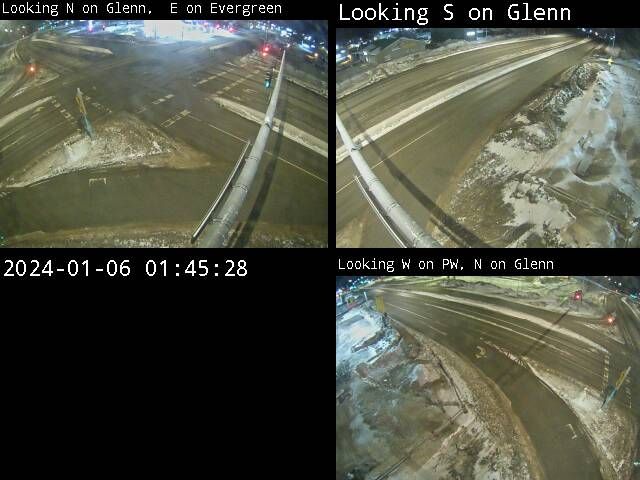 Looking N on Glenn, E on Evergreen
Looking S on Glenn
2024-01-06 01:45:28
Looking W on PW, N on Glenn